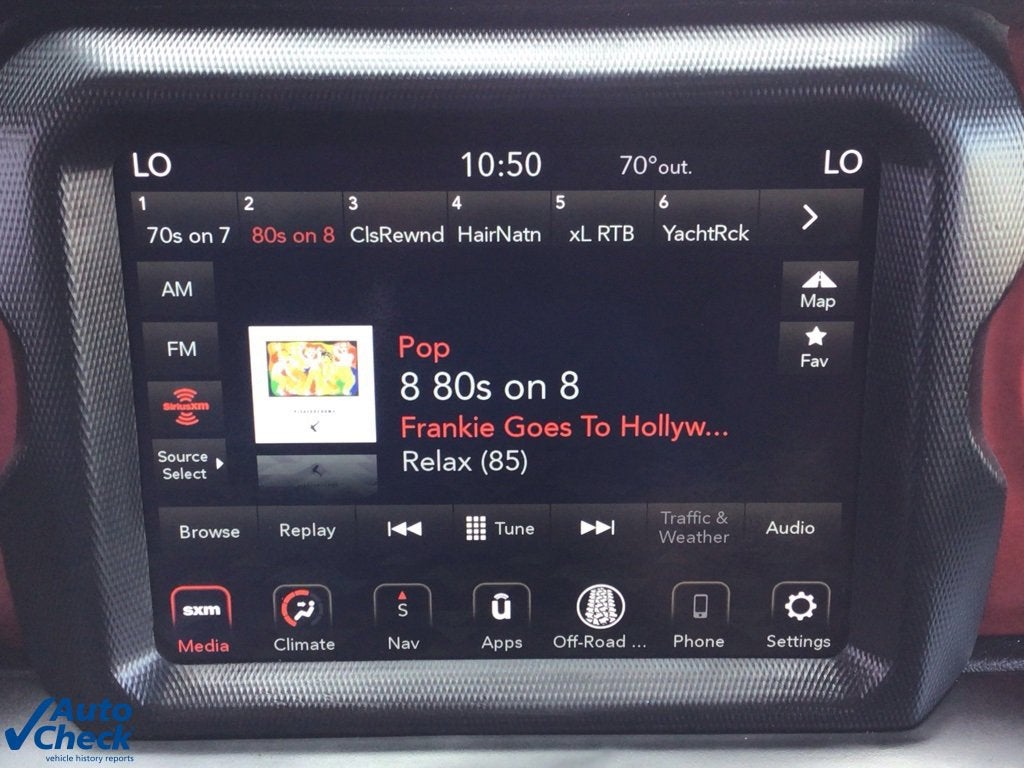 LO 10:50 70°out. LO
1 2 3 4 5 6
70s on 7 80s on 8 ClsRewnd HairNatn xL RTB YachtRck
AM
Map
FM
Fav
SiriusXM
Source
Select
Pop
8 80s on 8
Frankie Goes To Hollyw...
Relax (85)
Browse Replay Tune Traffic &
Weather Audio
sxm S ū
Media Climate Nav Apps Off-Road ... Phone Settings
Auto
Check
vehicle history reports